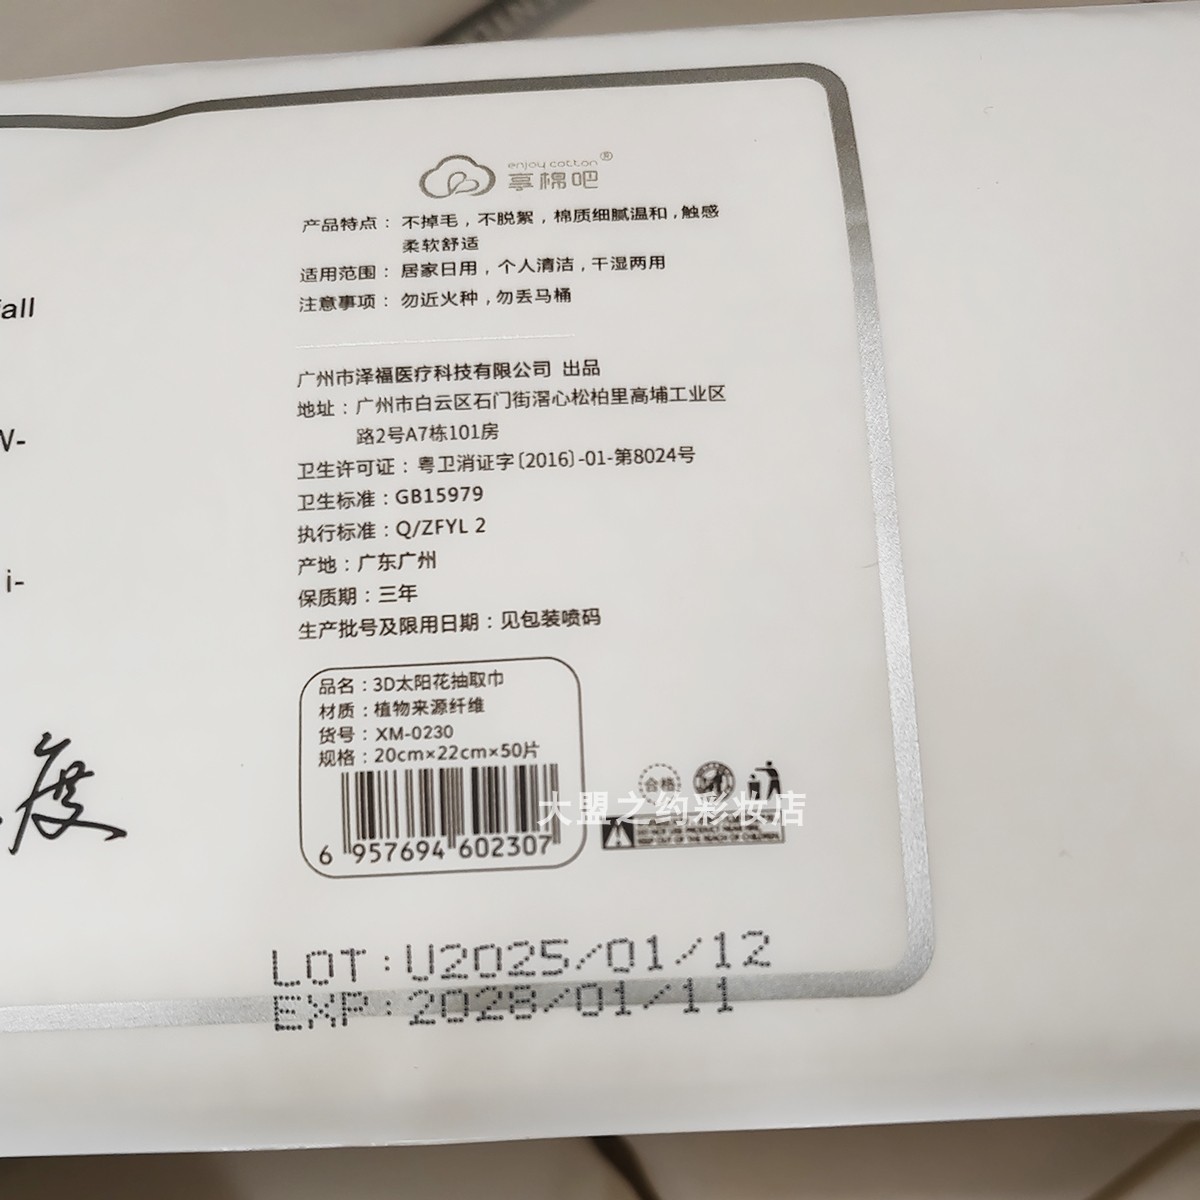 enjoy cotton®
享棉吧
产品特点：不掉毛，不脱絮，棉质细腻温和，触感
柔软舒适
适用范围：居家日用，个人清洁，干湿两用
注意事项：勿近火种，勿丢马桶
广州市泽福医疗科技有限公司 出品
地址：广州市白云区石门街滘心松柏里高埔工业区
路2号A7栋101房
卫生许可证：粤卫消证字〔2016〕-01-第8024号
卫生标准：GB15979
执行标准：Q/ZFYL 2
产地：广东广州
保质期：三年
生产批号及限用日期：见包装喷码
品名：3D太阳花抽取巾
材质：植物来源纤维
货号：XM-0230
规格：20cm×22cm×50片
6 957694 602307
合格
大盟之约彩妆店
KEEP OUT OF THE REACH OF CHILDREN
LOT:U2025/01/12
EXP:2028/01/11
fall
W-
i-
度